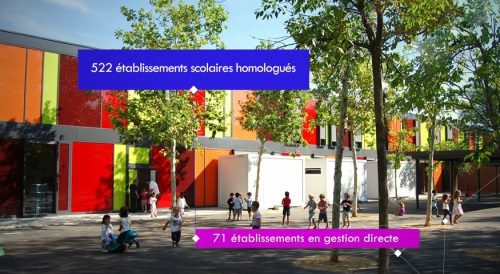 522 établissements scolaires homologués
71 établissements en gestion directe